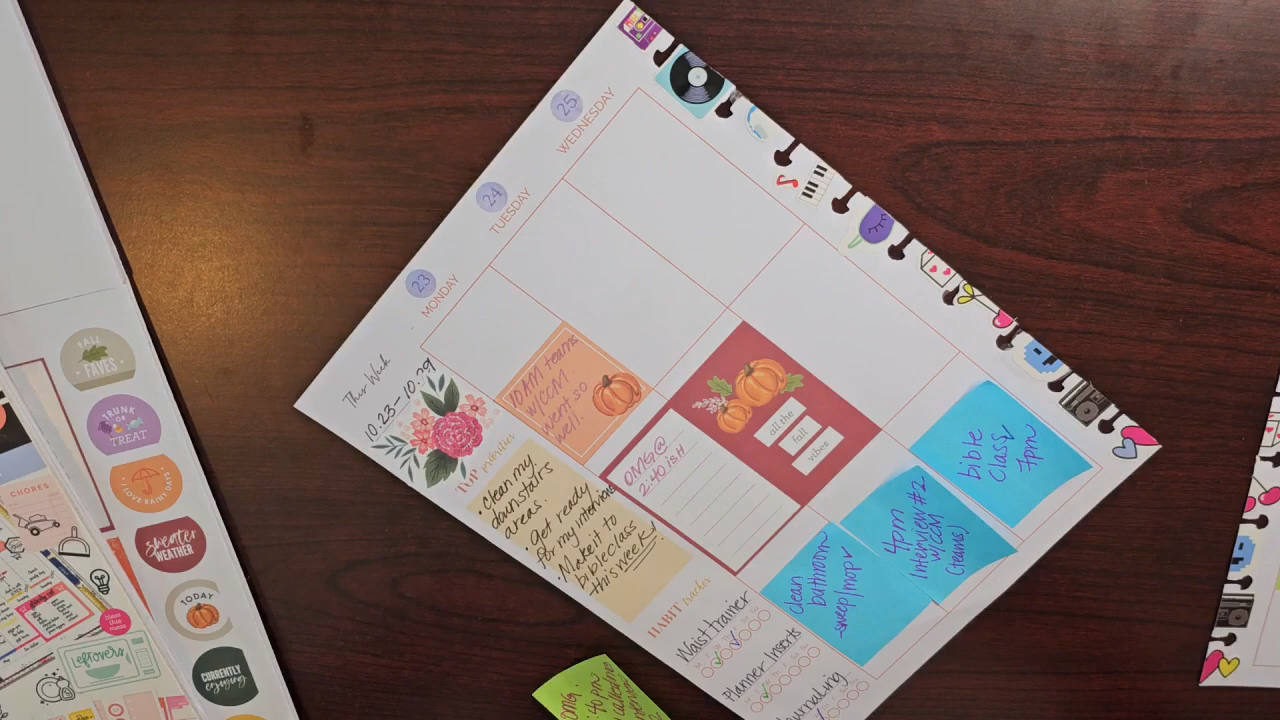 This Week
10.23-10.29
23
MONDAY
24
TUESDAY
25
WEDNESDAY
10AM teams
w/CCM
went so
well!
all the
fall
vibes
OMG@
2:40
TOP priorities
• Clean my
downstairs
areas.
• get ready
for my interview
• Make it to
bible class
this week!
bible
Class
7pm
4pm
Interview #2
w/CCM
(teams)
clean
bathroom
-sweep/mop
HABIT tracker
Waist trainer
Planner Inserts
Journaling
OMG
FALL
FAVES
TRUNK
OR
TREAT
I LOVE RAINY DAYS
sweater
WEATHER
TODAY
CURRENTLY
enjoying
CHORES
leftovers